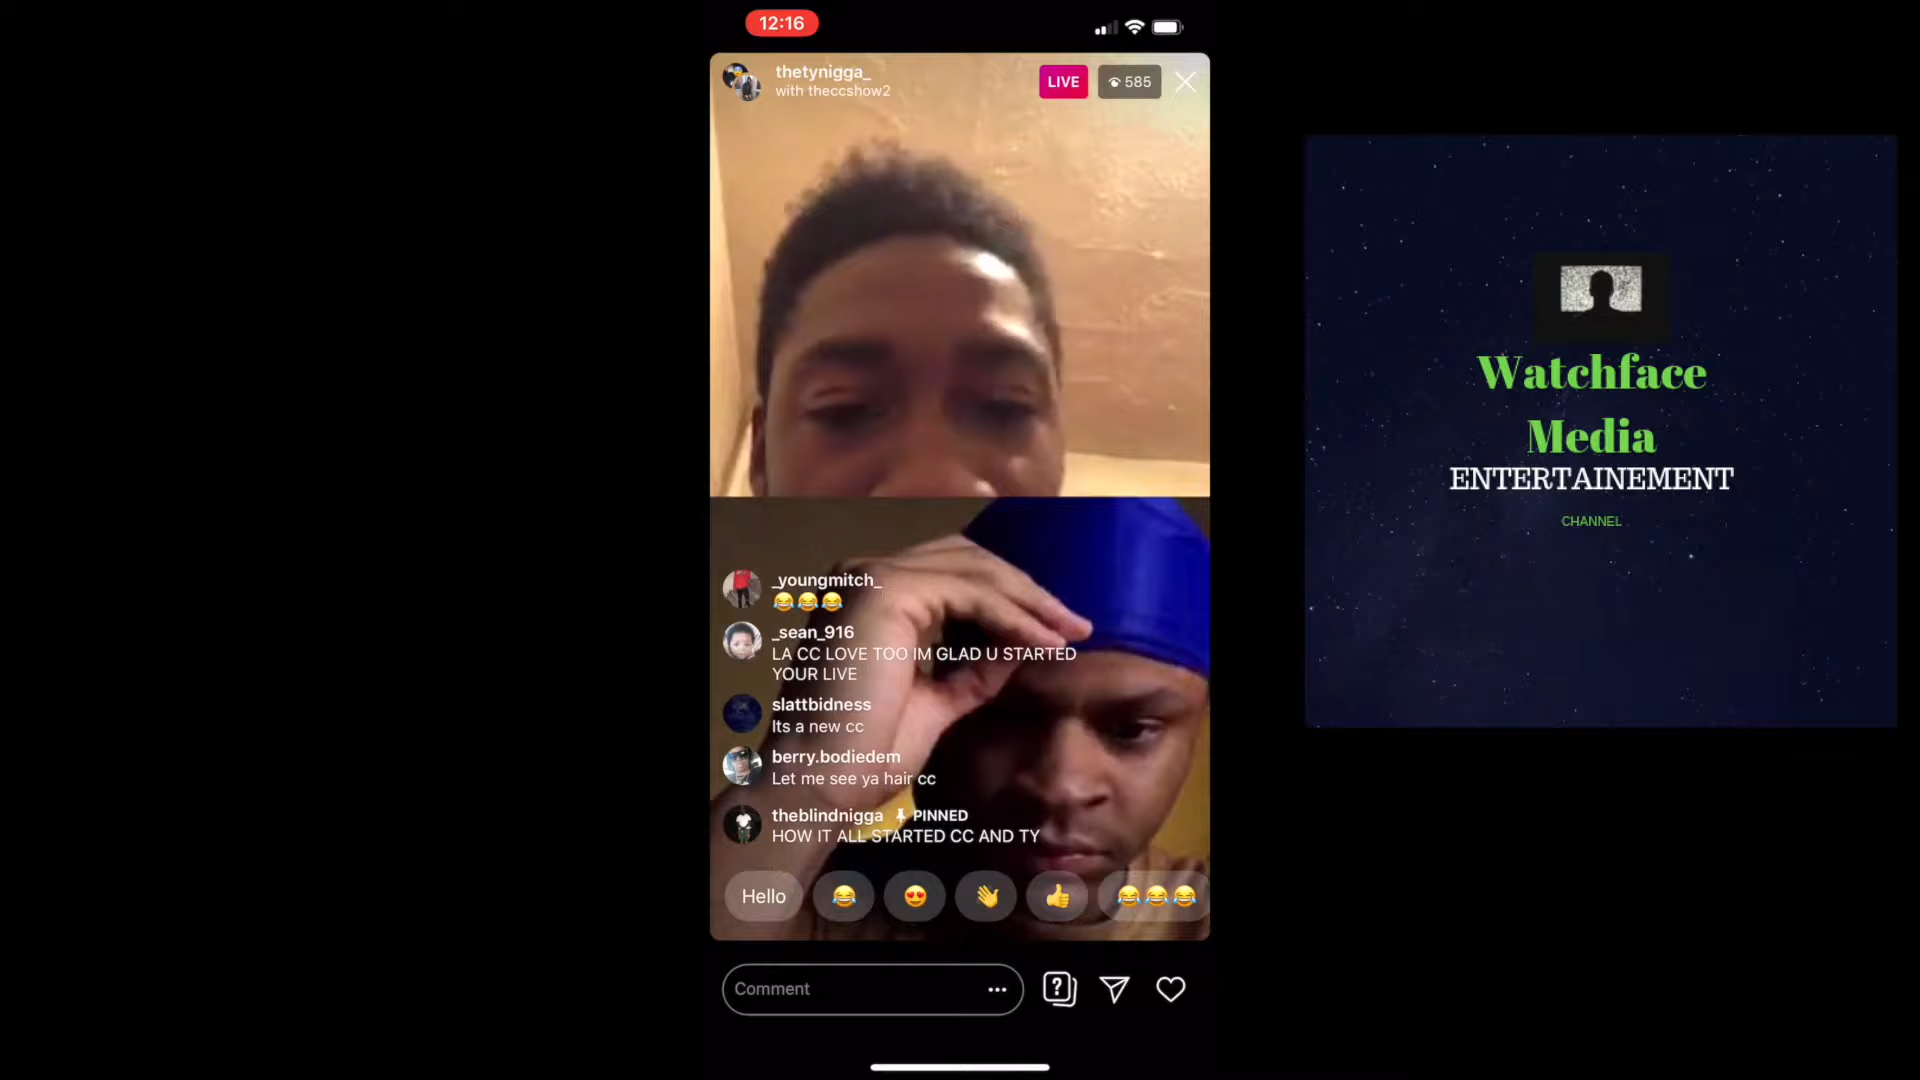 12:16
thetynigga_
with theccshow2
LIVE
585
_youngmitch_
😂😂😂
_sean_916
LA CC LOVE TOO IM GLAD U STARTED
YOUR LIVE
slattbidness
Its a new cc
berry.bodiedem
Let me see ya hair cc
theblindnigga PINNED
HOW IT ALL STARTED CC AND TY
Hello 😂 😍 👋 👍 😂😂😂
Comment
Watchface
Media
ENTERTAINEMENT
CHANNEL